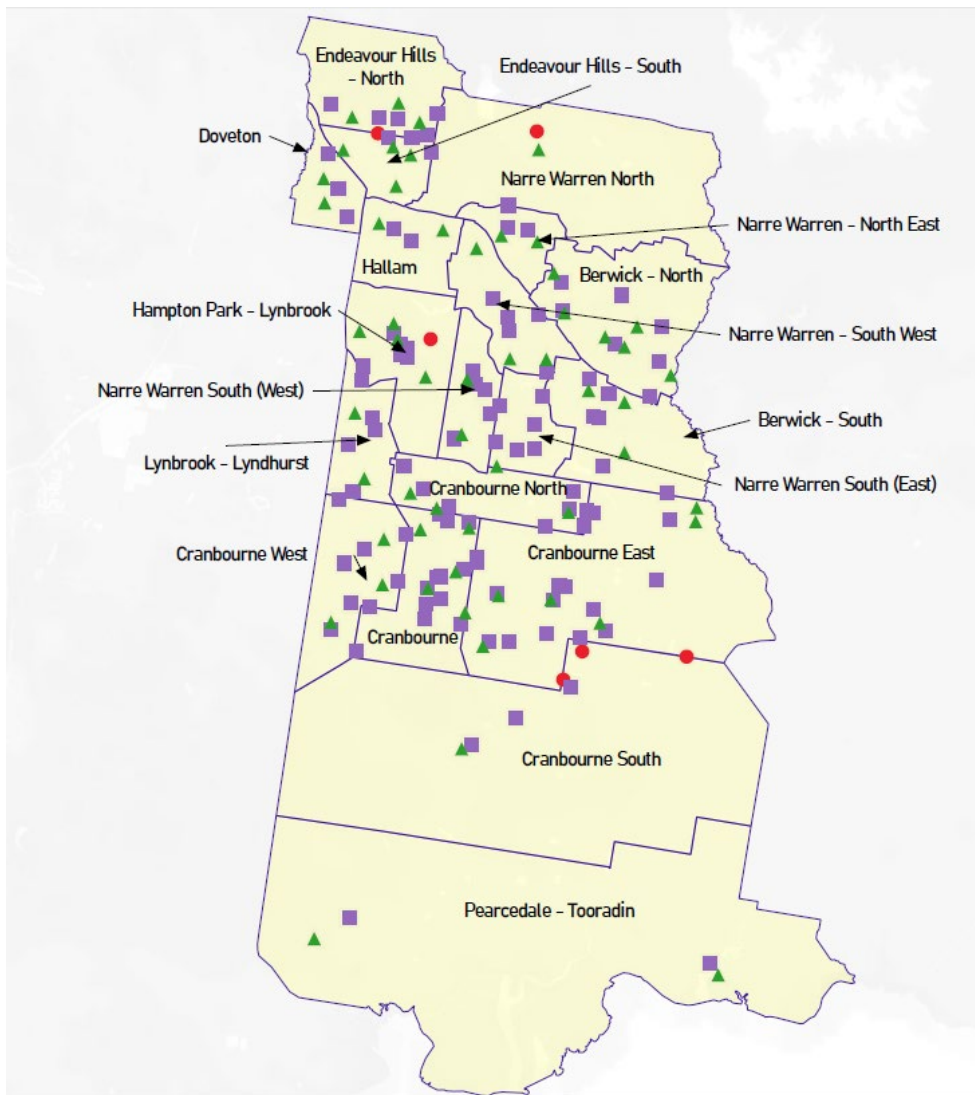 Endeavour Hills
- North
Endeavour Hills - South
Doveton
Narre Warren North
Narre Warren - North East
Hallam
Berwick - North
Hampton Park - Lynbrook
Narre Warren - South West
Narre Warren South (West)
Berwick - South
Lynbrook - Lyndhurst
Narre Warren South (East)
Cranbourne North
Cranbourne West
Cranbourne East
Cranbourne
Cranbourne South
Pearcedale - Tooradin